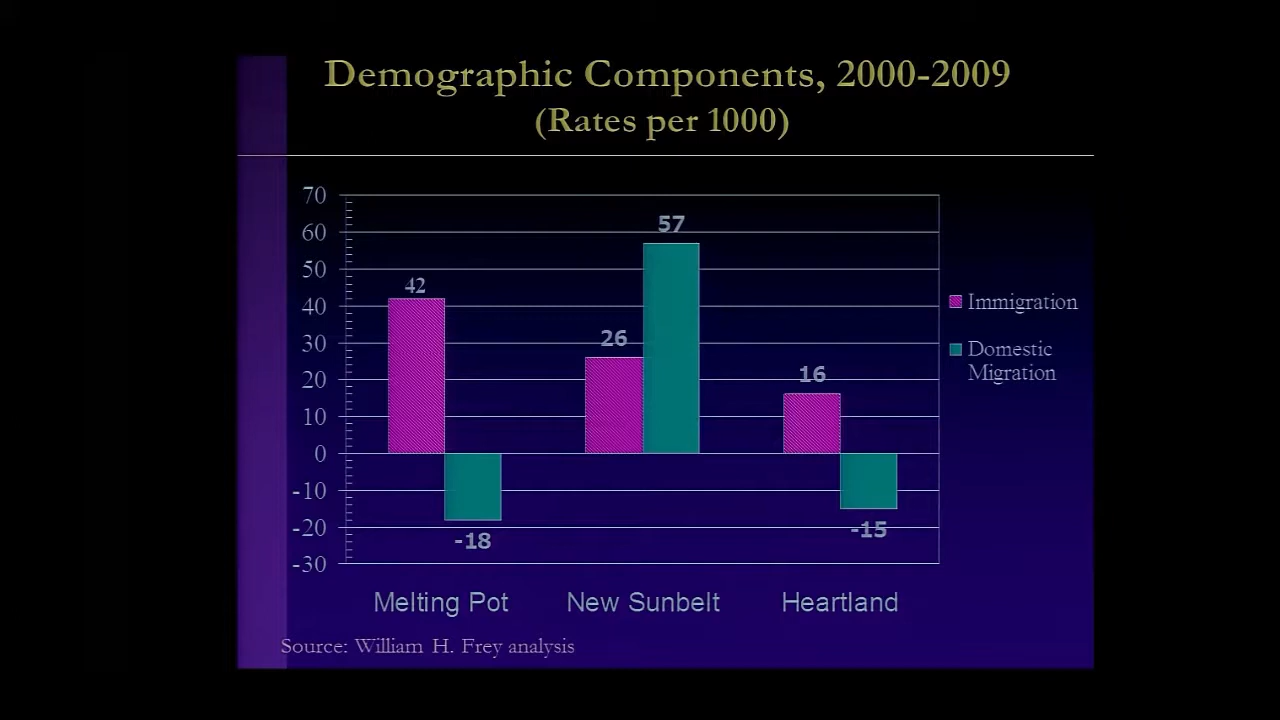 Demographic Components, 2000-2009
(Rates per 1000)
70
60
50
40
30
20
10
0
-10
-20
-30
42
-18
26
57
16
-15
Immigration
Domestic
Migration
Melting Pot
New Sunbelt
Heartland
Source: William H. Frey analysis